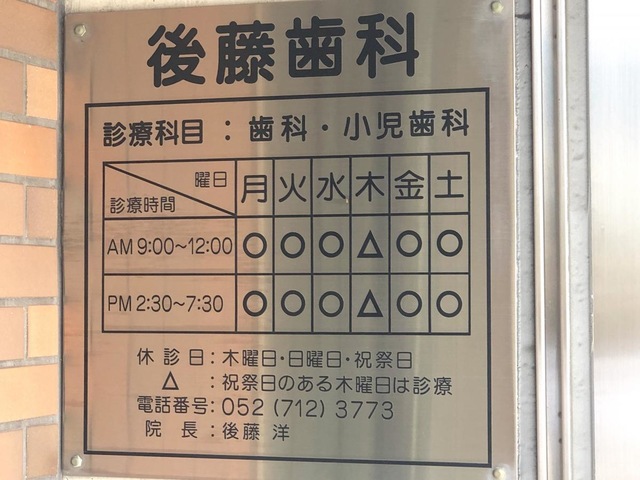 後藤歯科
診療科目：歯科・小児歯科
曜日 診療時間 月 火 水 木 金 土
AM 9:00〜12:00 ○ ○ ○ △ ○ ○
PM 2:30〜7:30 ○ ○ ○ △ ○ ○
休診日：木曜日・日曜日・祝祭日
△：祝祭日のある木曜日は診療
電話番号：052 (712) 3773
院長：後藤 洋